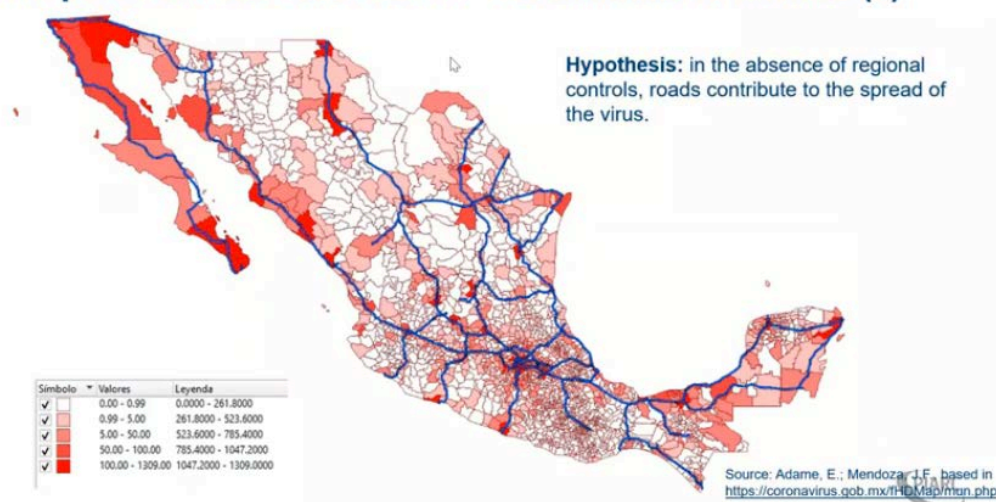 Hypothesis: in the absence of regional
controls, roads contribute to the spread of
the virus.
Símbolo Valores Leyenda
0.00 - 0.99 0.0000 - 261.8000
0.99 - 5.00 261.8000 - 523.6000
5.00 - 50.00 523.6000 - 785.4000
50.00 - 100.00 785.4000 - 1047.2000
100.00 - 1309.00 1047.2000 - 1309.0000
Source: Adame, E.; Mendoza, J.F., based in
https://coronavirus.gob.mx/fHDMap/mun.php
PIARC